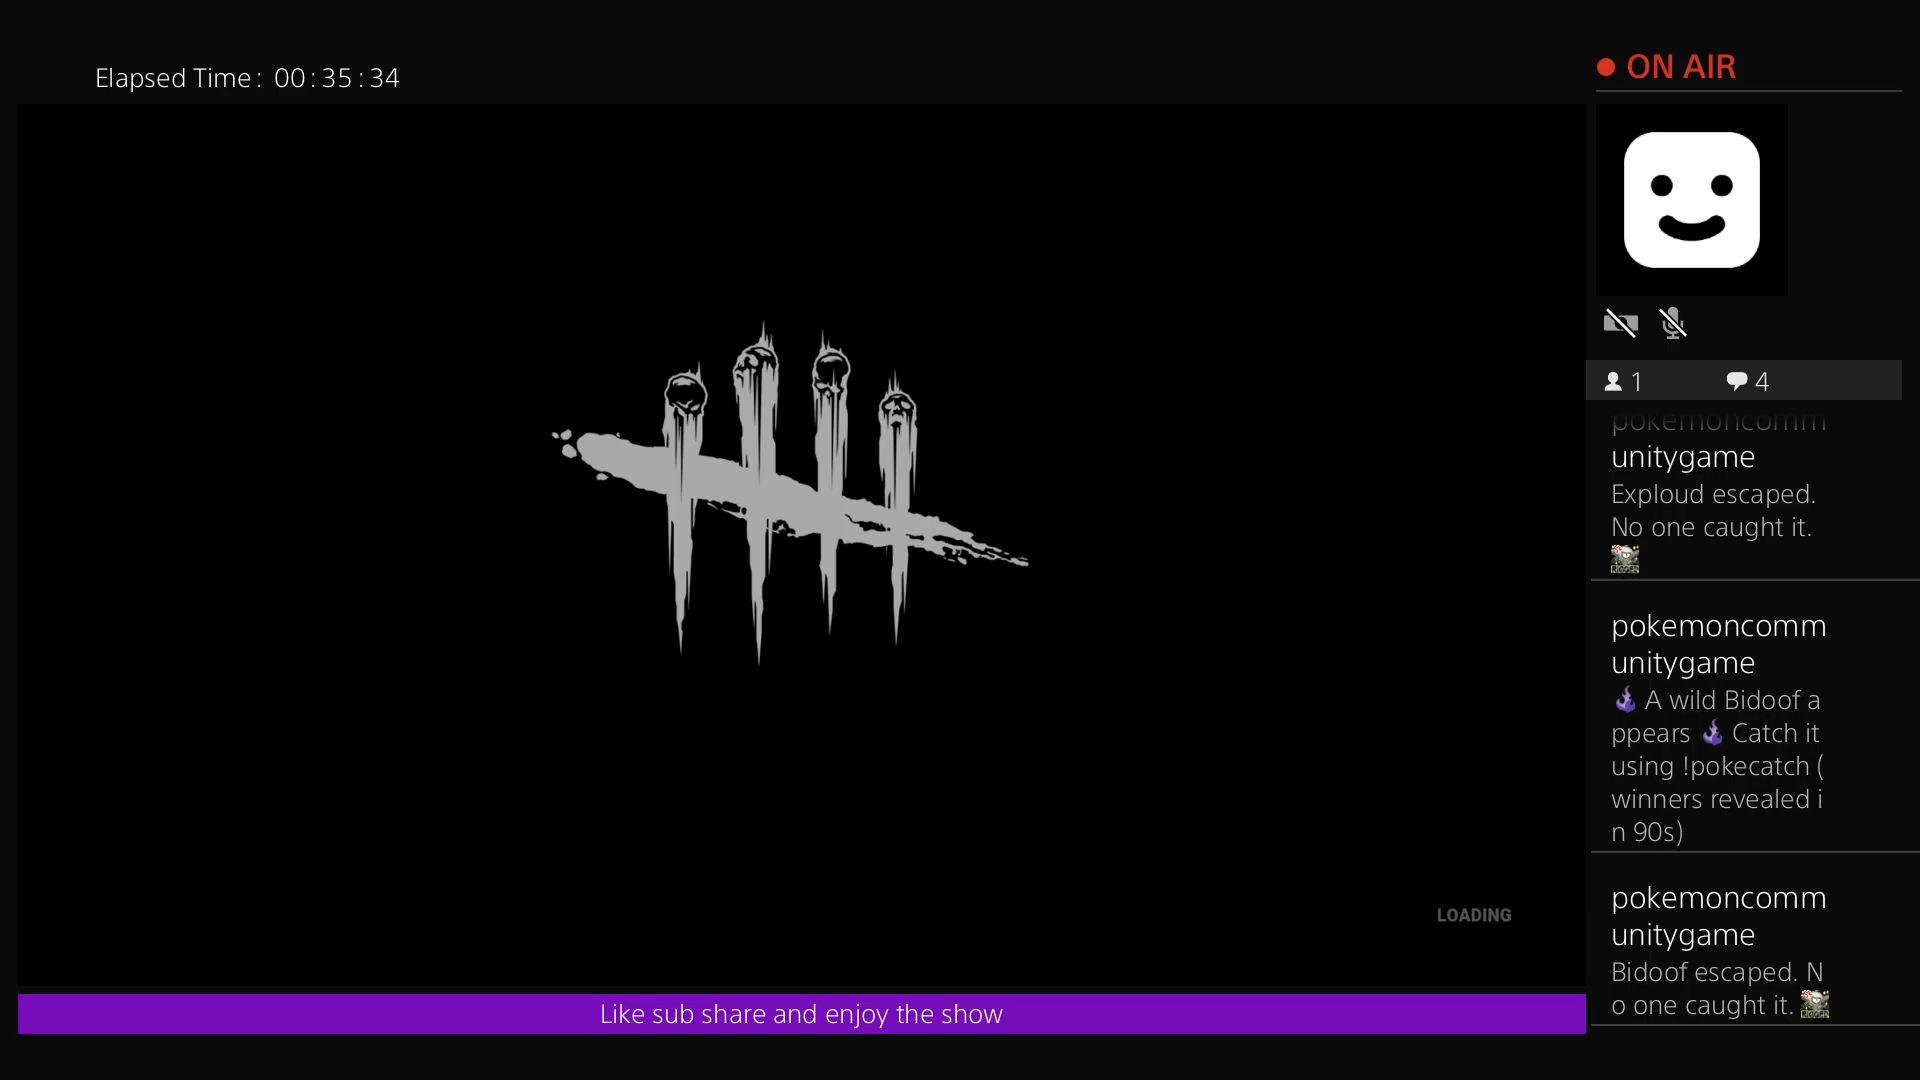 Elapsed Time: 00:35:34
ON AIR
1 4
pokemoncomm
unitygame
Exploud escaped.
No one caught it.
pokemoncomm
unitygame
A wild Bidoof a
ppears Catch it
using !pokecatch (
winners revealed i
n 90s)
pokemoncomm
unitygame
Bidoof escaped. N
o one caught it.
LOADING
Like sub share and enjoy the show